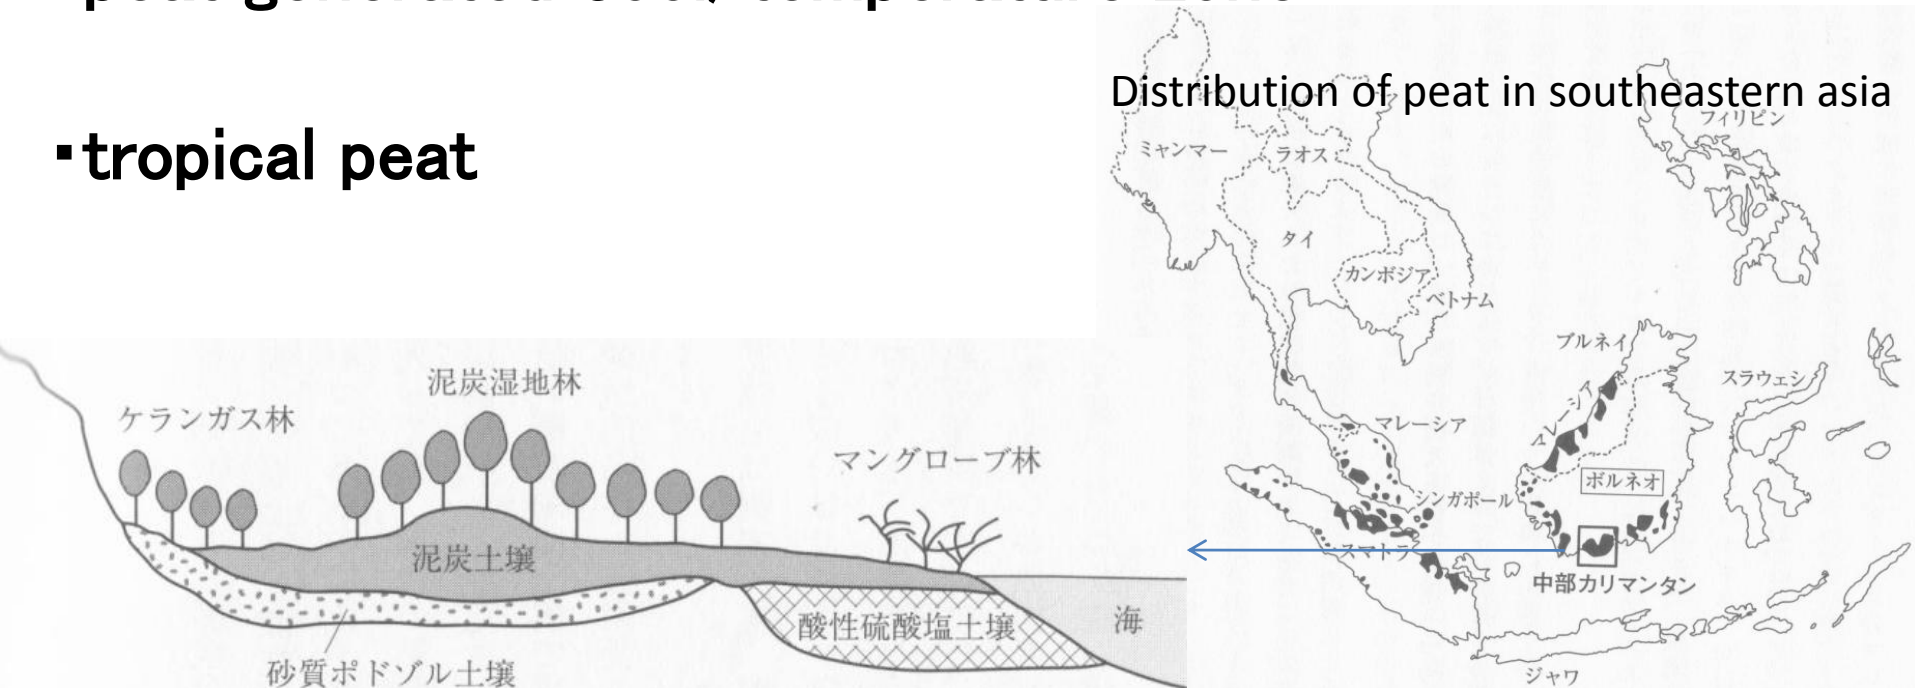 Distribution of peat in southeastern asia
▪tropical peat
フィリピン
ミャンマー
ラオス
タイ
カンボジア
ベトナム
ブルネイ
スラウェシ
マレーシア
マレーシア
ボルネオ
シンガポール
スマトラ
中部カリマンタン
ジャワ
泥炭湿地林
ケランガス林
マングローブ林
泥炭土壌
酸性硫酸塩土壌
海
砂質ポドゾル土壌